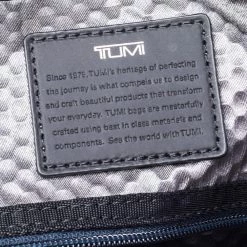 TUMI
Since 1975, TUMI's heritage of perfecting
the journey is what compels us to design
and craft beautiful products that transform
your everyday. TUMI bags are masterfully
crafted using best in class materials and
components. See the world with TUMI.